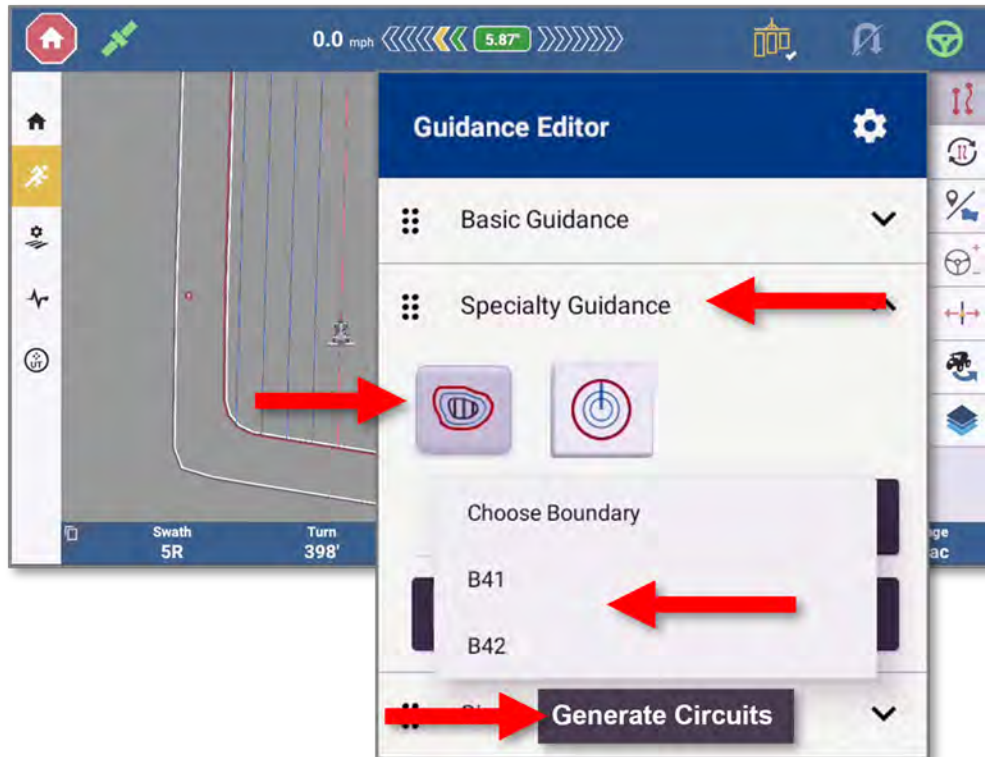 0.0 mph 5.87"
Guidance Editor
Basic Guidance
Specialty Guidance
UT
Choose Boundary
B41
B42
Swath
5R
Turn
398'
ac
Generate Circuits